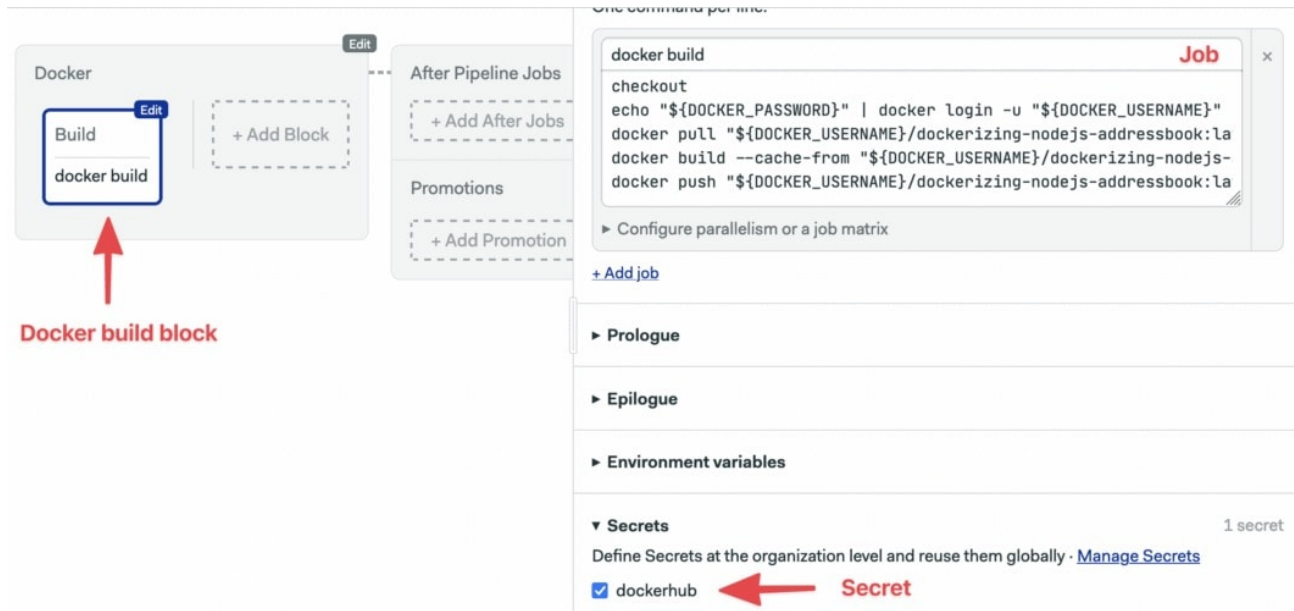 One command per line.
Edit
Docker
Edit
Build
docker build
+ Add Block
Docker build block
After Pipeline Jobs
+ Add After Jobs
Promotions
+ Add Promotion
docker build
Job
×
checkout
echo "${DOCKER_PASSWORD}" | docker login -u "${DOCKER_USERNAME}"
docker pull "${DOCKER_USERNAME}/dockerizing-nodejs-addressbook:la
docker build --cache-from "${DOCKER_USERNAME}/dockerizing-nodejs-
docker push "${DOCKER_USERNAME}/dockerizing-nodejs-addressbook:la
▸ Configure parallelism or a job matrix
+ Add job
▸ Prologue
▸ Epilogue
▸ Environment variables
▾ Secrets
1 secret
Define Secrets at the organization level and reuse them globally · Manage Secrets
dockerhub
Secret